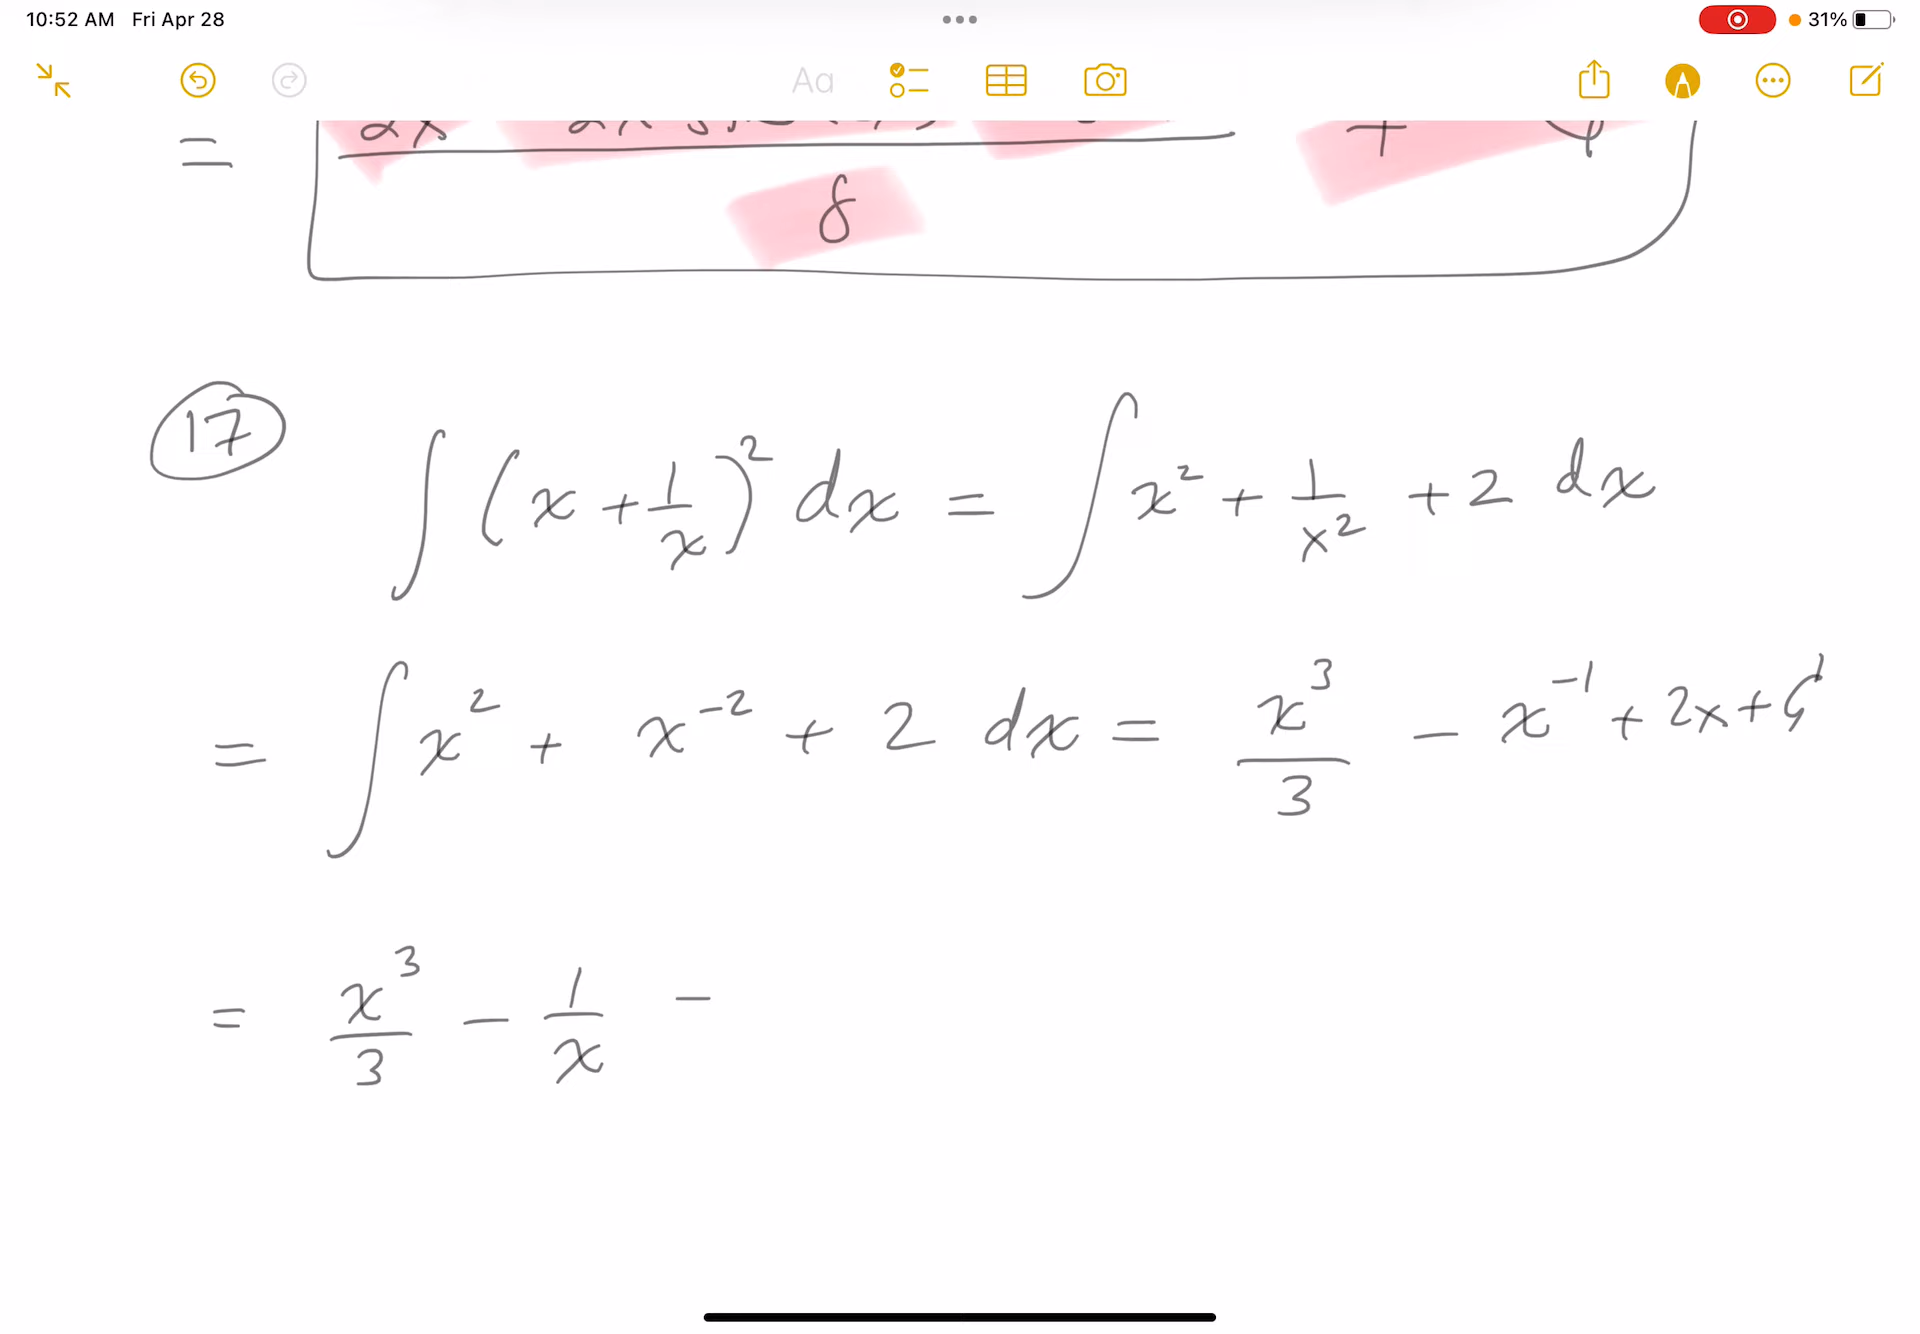 10:52 AM Fri Apr 28
31%
Aa
=
8
17
∫ (x + 1/x)² dx = ∫ x² + 1/x² + 2 dx
= ∫ x² + x⁻² + 2 dx = x³/3 − x⁻¹ + 2x + C
= x³/3 − 1/x −